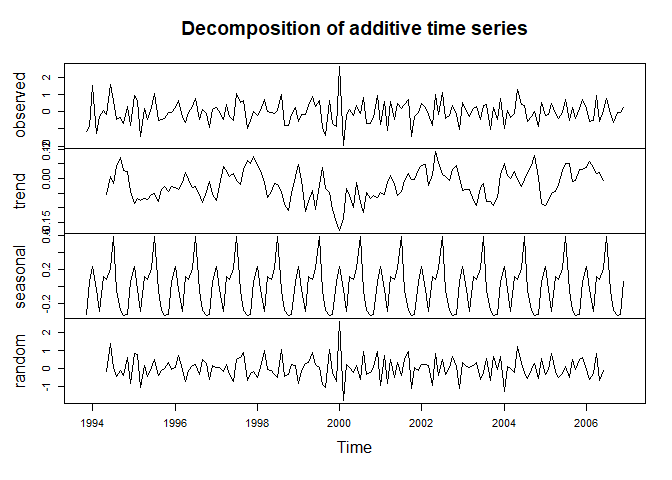 Decomposition of additive time series
observed
2
1
0
trend
0.00
seasonal
0.2
-0.2
random
2
1
0
-1
1994
1996
1998
2000
2002
2004
2006
Time